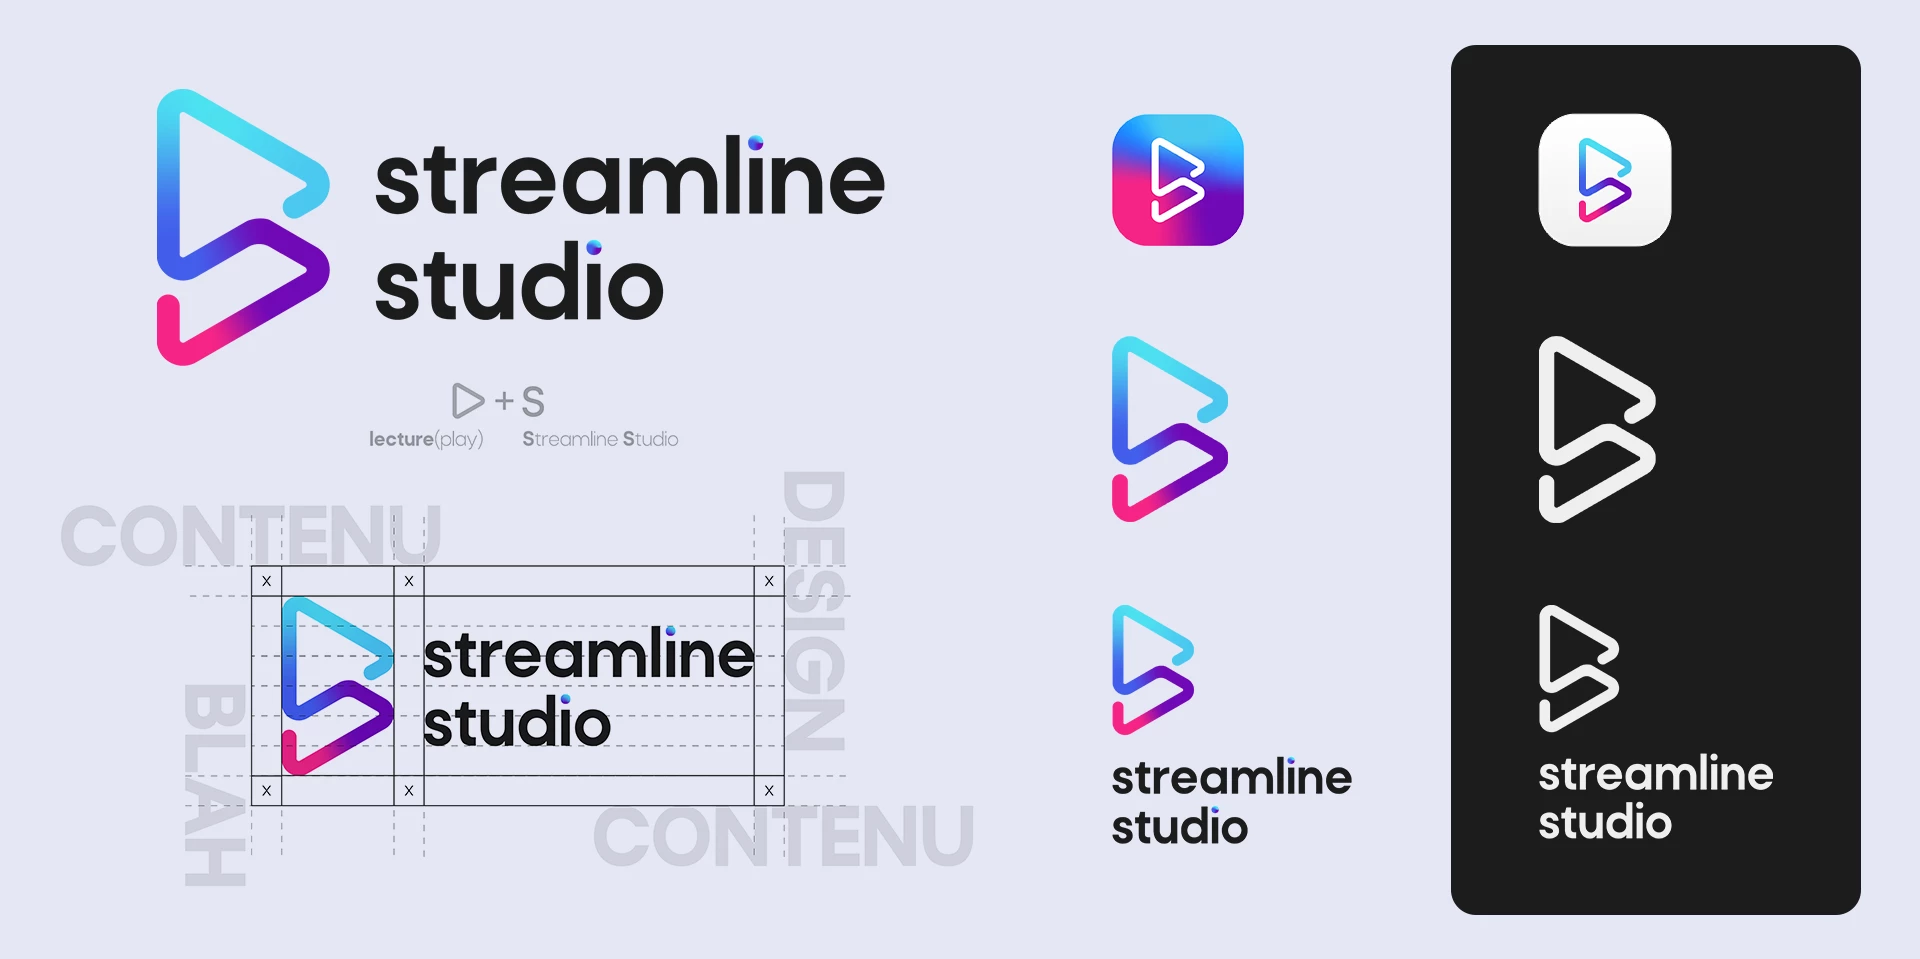 streamline
studio
+ S
lecture(play)
Streamline Studio
CONTENU
DESIGN
X X X
streamline
studio
BLAH
X X X
CONTENU
streamline
studio
streamline
studio